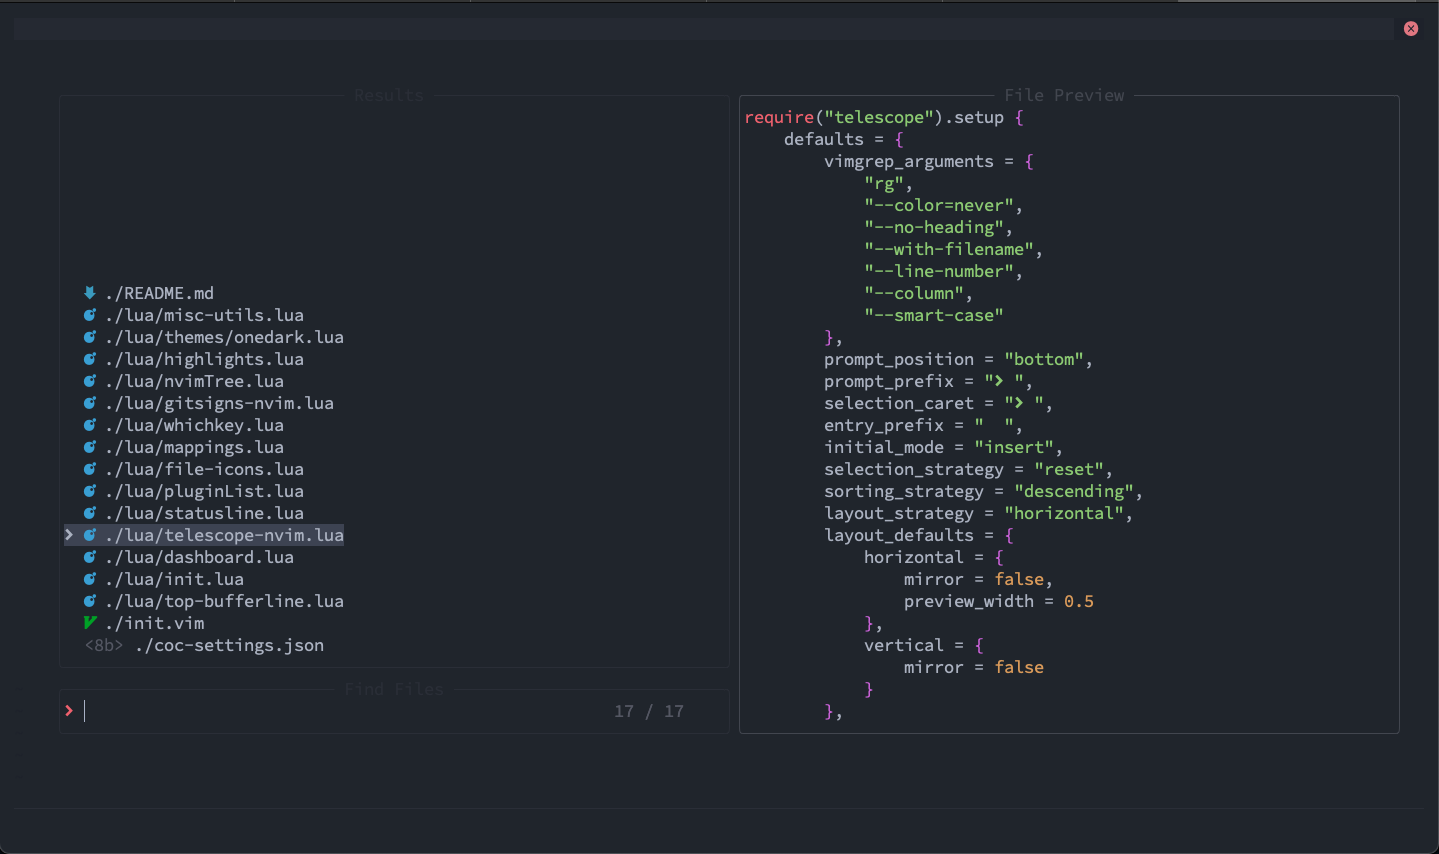 Results
./README.md
./lua/misc-utils.lua
./lua/themes/onedark.lua
./lua/highlights.lua
./lua/nvimTree.lua
./lua/gitsigns-nvim.lua
./lua/whichkey.lua
./lua/mappings.lua
./lua/file-icons.lua
./lua/pluginList.lua
./lua/statusline.lua
> ./lua/telescope-nvim.lua
./lua/dashboard.lua
./lua/init.lua
./lua/top-bufferline.lua
./init.vim
<8b> ./coc-settings.json
Find Files
> 17 / 17
File Preview
require("telescope").setup {
    defaults = {
        vimgrep_arguments = {
            "rg",
            "--color=never",
            "--no-heading",
            "--with-filename",
            "--line-number",
            "--column",
            "--smart-case"
        },
        prompt_position = "bottom",
        prompt_prefix = "> ",
        selection_caret = "> ",
        entry_prefix = "  ",
        initial_mode = "insert",
        selection_strategy = "reset",
        sorting_strategy = "descending",
        layout_strategy = "horizontal",
        layout_defaults = {
            horizontal = {
                mirror = false,
                preview_width = 0.5
            },
            vertical = {
                mirror = false
            }
        },